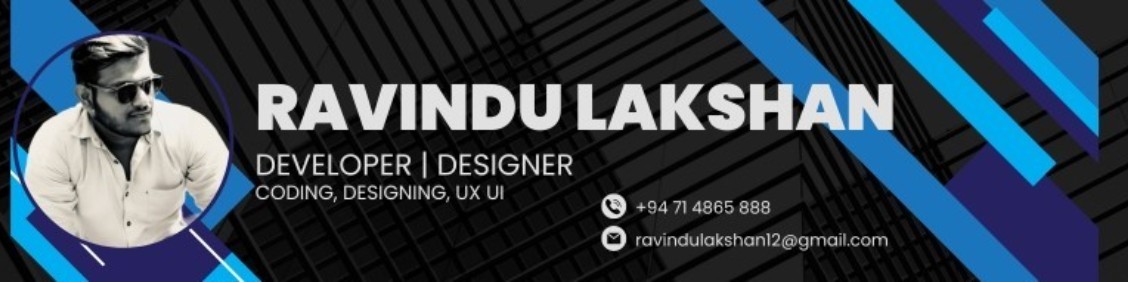 RAVINDU LAKSHAN
DEVELOPER | DESIGNER
CODING, DESIGNING, UX UI
+94 71 4865 888
ravindulakshan12@gmail.com